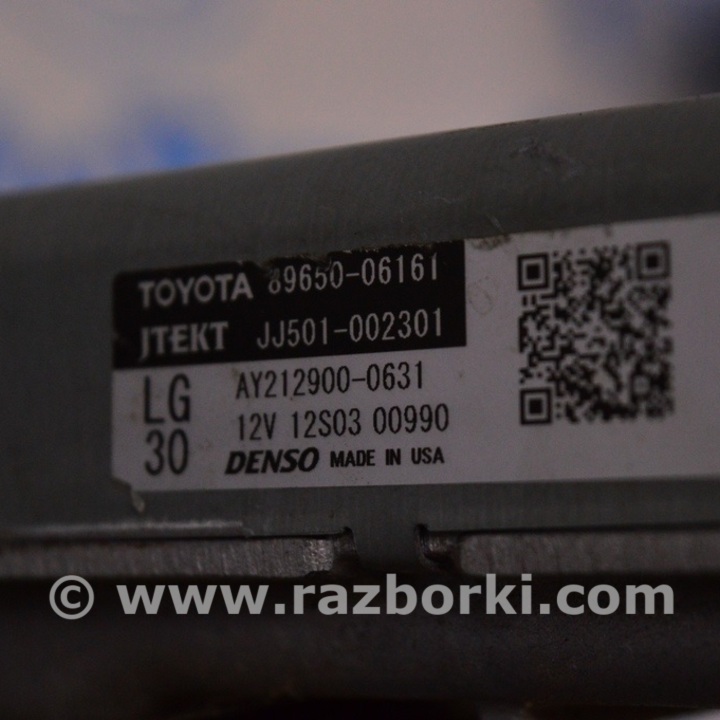 TOYOTA 89650-06161
JTEKT JJ501-002301
LG AY212900-0631
30 12V 12S03 00990
DENSO MADE IN USA
© www.razborki.com